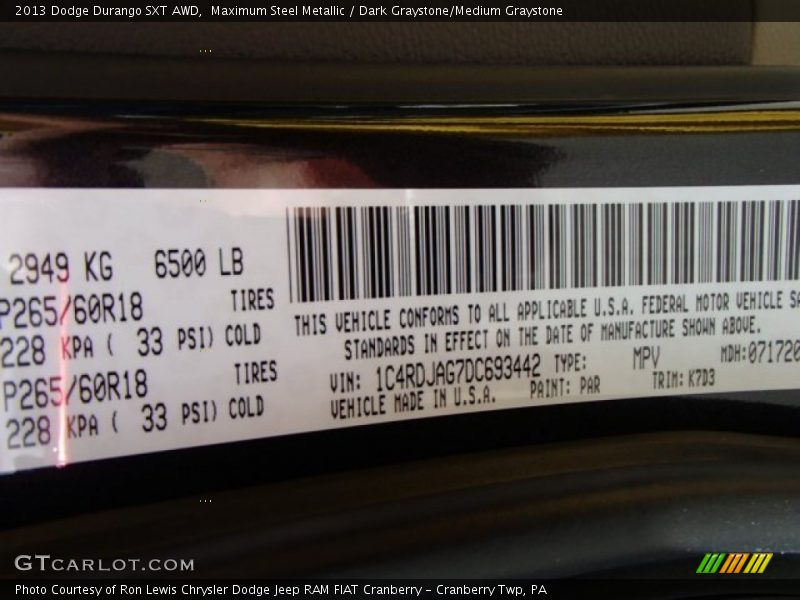 2013 Dodge Durango SXT AWD,  Maximum Steel Metallic / Dark Graystone/Medium Graystone
2949 KG 6500 LB
P265/60R18 TIRES
228 KPA ( 33 PSI) COLD
P265/60R18 TIRES
228 KPA ( 33 PSI) COLD
THIS VEHICLE CONFORMS TO ALL APPLICABLE U.S.A. FEDERAL MOTOR VEHICLE SA
STANDARDS IN EFFECT ON THE DATE OF MANUFACTURE SHOWN ABOVE.
VIN: 1C4RDJAG7DC693442 TYPE: MPV MDH:071720
VEHICLE MADE IN U.S.A. PAINT: PAR TRIM: K7D3
GTCARLOT.COM
Photo Courtesy of Ron Lewis Chrysler Dodge Jeep RAM FIAT Cranberry – Cranberry Twp, PA